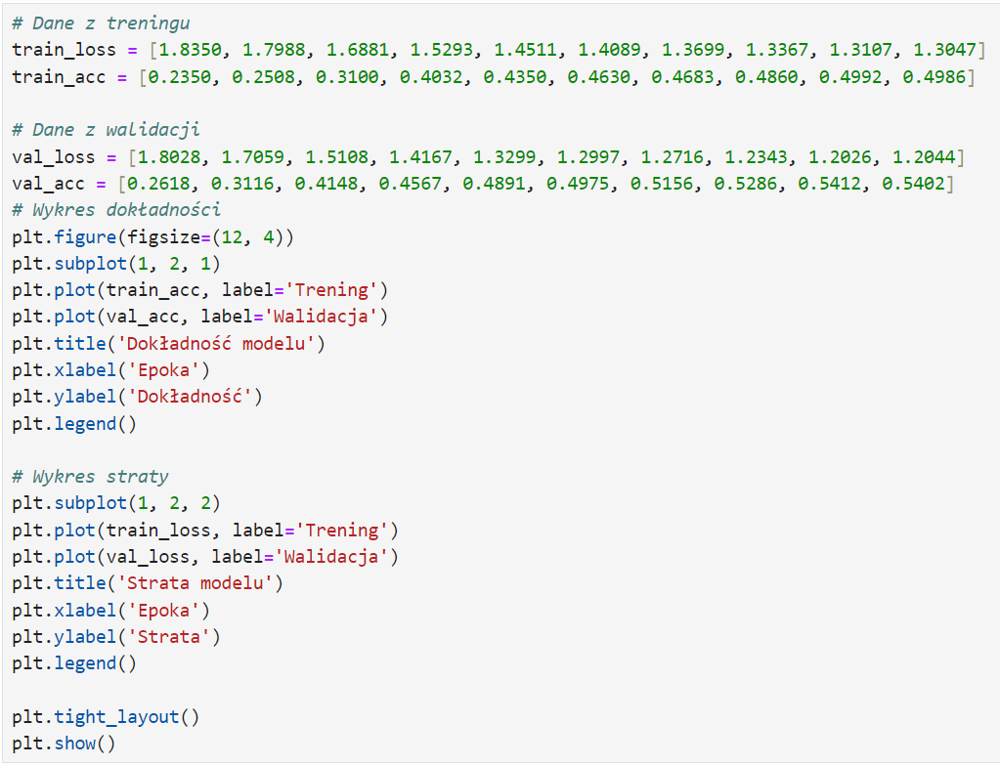 # Dane z treningu
train_loss = [1.8350, 1.7988, 1.6881, 1.5293, 1.4511, 1.4089, 1.3699, 1.3367, 1.3107, 1.3047]
train_acc = [0.2350, 0.2508, 0.3100, 0.4032, 0.4350, 0.4630, 0.4683, 0.4860, 0.4992, 0.4986]

# Dane z walidacji
val_loss = [1.8028, 1.7059, 1.5108, 1.4167, 1.3299, 1.2997, 1.2716, 1.2343, 1.2026, 1.2044]
val_acc = [0.2618, 0.3116, 0.4148, 0.4567, 0.4891, 0.4975, 0.5156, 0.5286, 0.5412, 0.5402]
# Wykres dokładności
plt.figure(figsize=(12, 4))
plt.subplot(1, 2, 1)
plt.plot(train_acc, label='Trening')
plt.plot(val_acc, label='Walidacja')
plt.title('Dokładność modelu')
plt.xlabel('Epoka')
plt.ylabel('Dokładność')
plt.legend()

# Wykres straty
plt.subplot(1, 2, 2)
plt.plot(train_loss, label='Trening')
plt.plot(val_loss, label='Walidacja')
plt.title('Strata modelu')
plt.xlabel('Epoka')
plt.ylabel('Strata')
plt.legend()

plt.tight_layout()
plt.show()